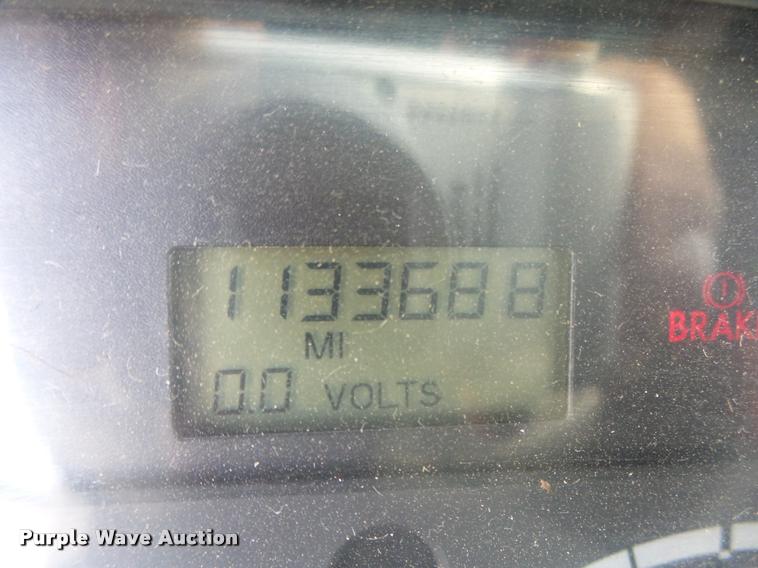 1133688
MI
0.0 VOLTS
BRAK
Purple Wave Auction